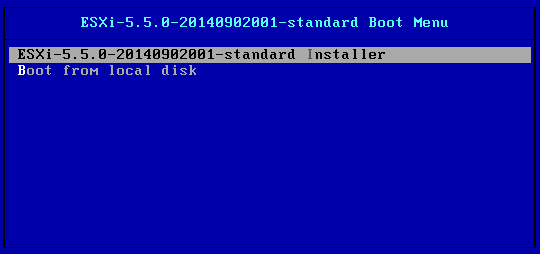 ESXi-5.5.0-20140902001-standard Boot Menu
ESXi-5.5.0-20140902001-standard Installer
Boot from local disk